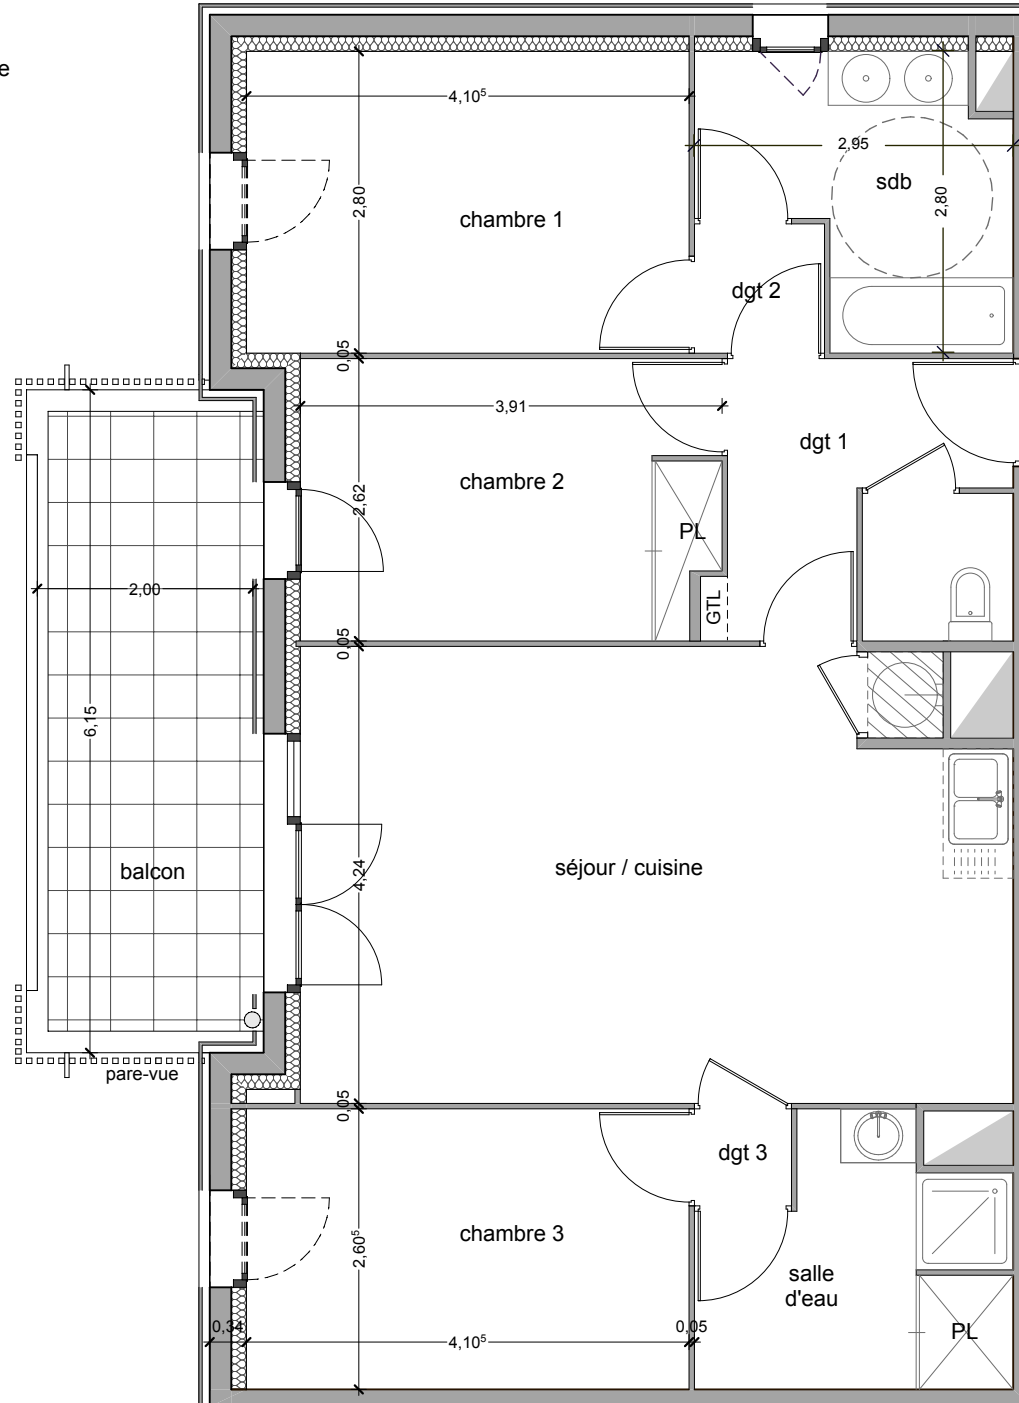 e
4,10⁵
2,95
sdb
2,80
2,80
chambre 1
dgt 2
0,05
3,91
dgt 1
chambre 2
2,62
PL
2,00
GTL
0,05
6,15
balcon
4,24
séjour / cuisine
pare-vue
0,05
dgt 3
chambre 3
2,60⁵
salle
d'eau
0,34
4,10⁵
0,05
PL